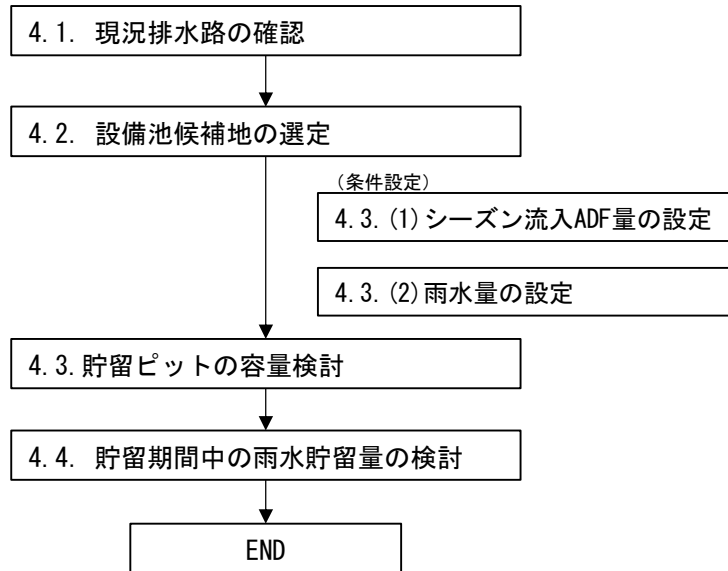 4.1. 現況排水路の確認
4.2. 設備池候補地の選定
(条件設定)
4.3.(1)シーズン流入ADF量の設定
4.3.(2)雨水量の設定
4.3.貯留ピットの容量検討
4.4. 貯留期間中の雨水貯留量の検討
END